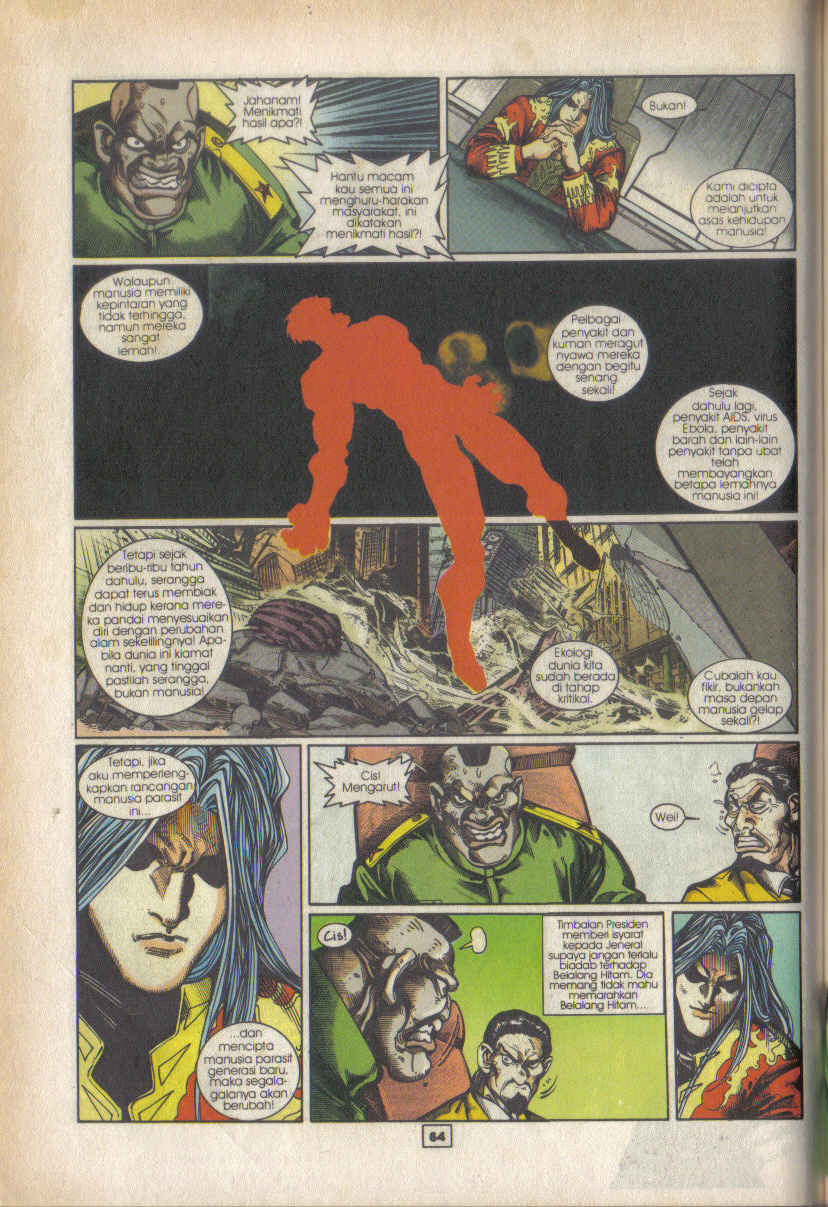 Jahanam!
Menikmati
hasil apa?!
Hantu macam
kau semua ini
menghuru-harakan
masyarakat, ini
dikatakan
menikmati hasil?!
Bukan!
Kami dicipta
adalah untuk
melanjutkan
asas kehidupan
manusia!
Walaupun
manusia memiliki
kepintaran yang
tidak terhingga,
namun mereka
sangat
lemah!
Pelbagai
penyakit dan
kuman meragut
nyawa mereka
dengan begitu
senang
sekali!
Sejak
dahulu lagi,
penyakit AIDS, virus
Ebola, penyakit
barah dan lain-lain
penyakit tanpa ubat
telah
membayangkan
betapa lemahnya
manusia ini!
Tetapi sejak
beribu-ribu tahun
dahulu, serangga
dapat terus membiak
dan hidup kerana mere-
ka pandai menyesuaikan
diri dengan perubahan
alam sekelilingnya! Apa-
bila dunia ini kiamat
nanti, yang tinggal
pastilah serangga,
bukan manusia!
Ekologi
dunia kita
sudah berada
di tahap
kritikal.
Cubalah kau
fikir, bukankah
masa depan
manusia gelap
sekali?!
Tetapi, jika
aku memperleng-
kapkan rancangan
manusia parasit
ini...
...dan
mencipta
manusia parasit
generasi baru,
maka segala-
galanya akan
berubah!
Cis!
Mengarut!
Wei!
Cis!
Timbalan Presiden
memberi isyarat
kepada Jeneral
supaya jangan terlalu
biadab terhadap
Belalang Hitam. Dia
memang tidak mahu
memarahkan
Belalang Hitam....
64